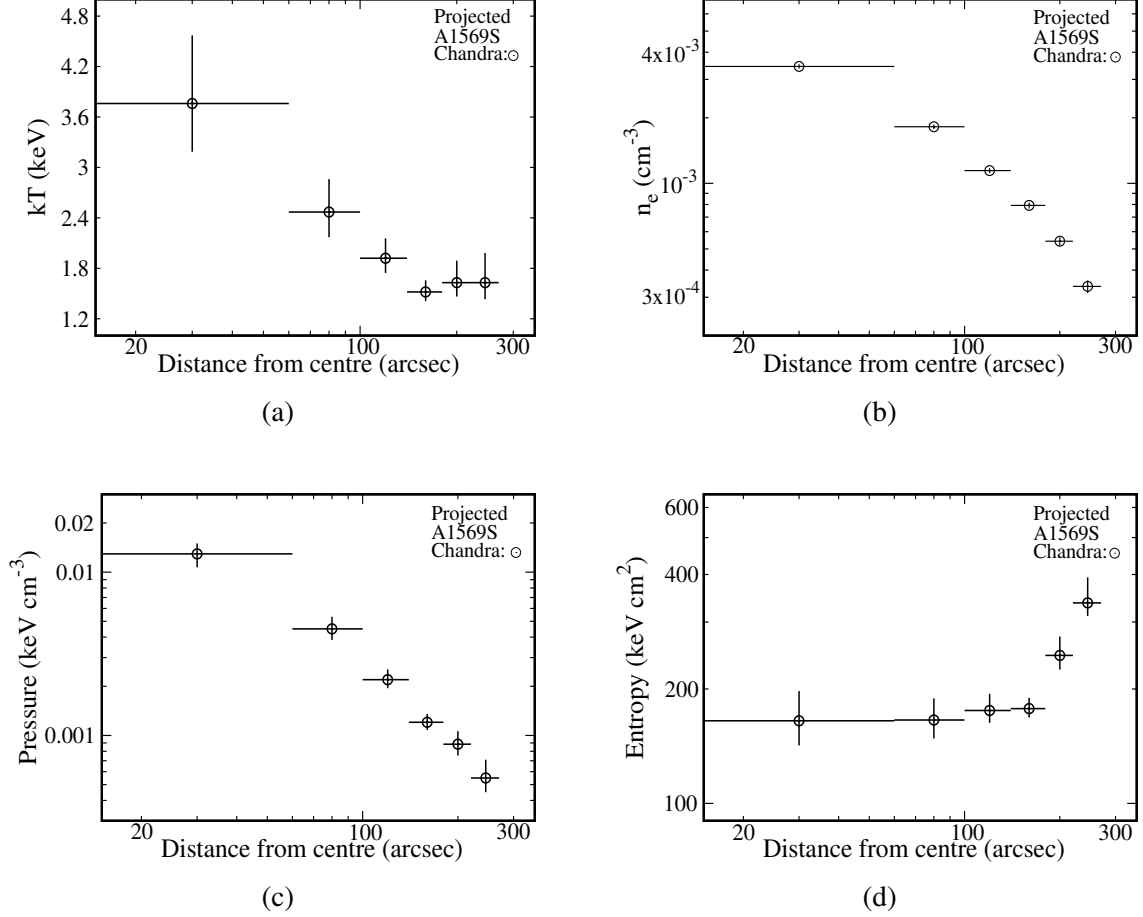 4.8
4.2
3.6
3
2.4
1.8
1.2
kT (keV)
Projected
A1569S
Chandra:⊙
20
100
300
Distance from centre (arcsec)
(a)
4x10⁻³
10⁻³
3x10⁻⁴
n_e (cm⁻³)
Projected
A1569S
Chandra:⊙
20
100
300
Distance from centre (arcsec)
(b)
0.02
0.01
0.001
Pressure (keV cm⁻³)
Projected
A1569S
Chandra: ⊙
20
100
300
Distance from centre (arcsec)
(c)
600
400
200
100
Entropy (keV cm²)
Projected
A1569S
Chandra:⊙
20
100
300
Distance from centre (arcsec)
(d)